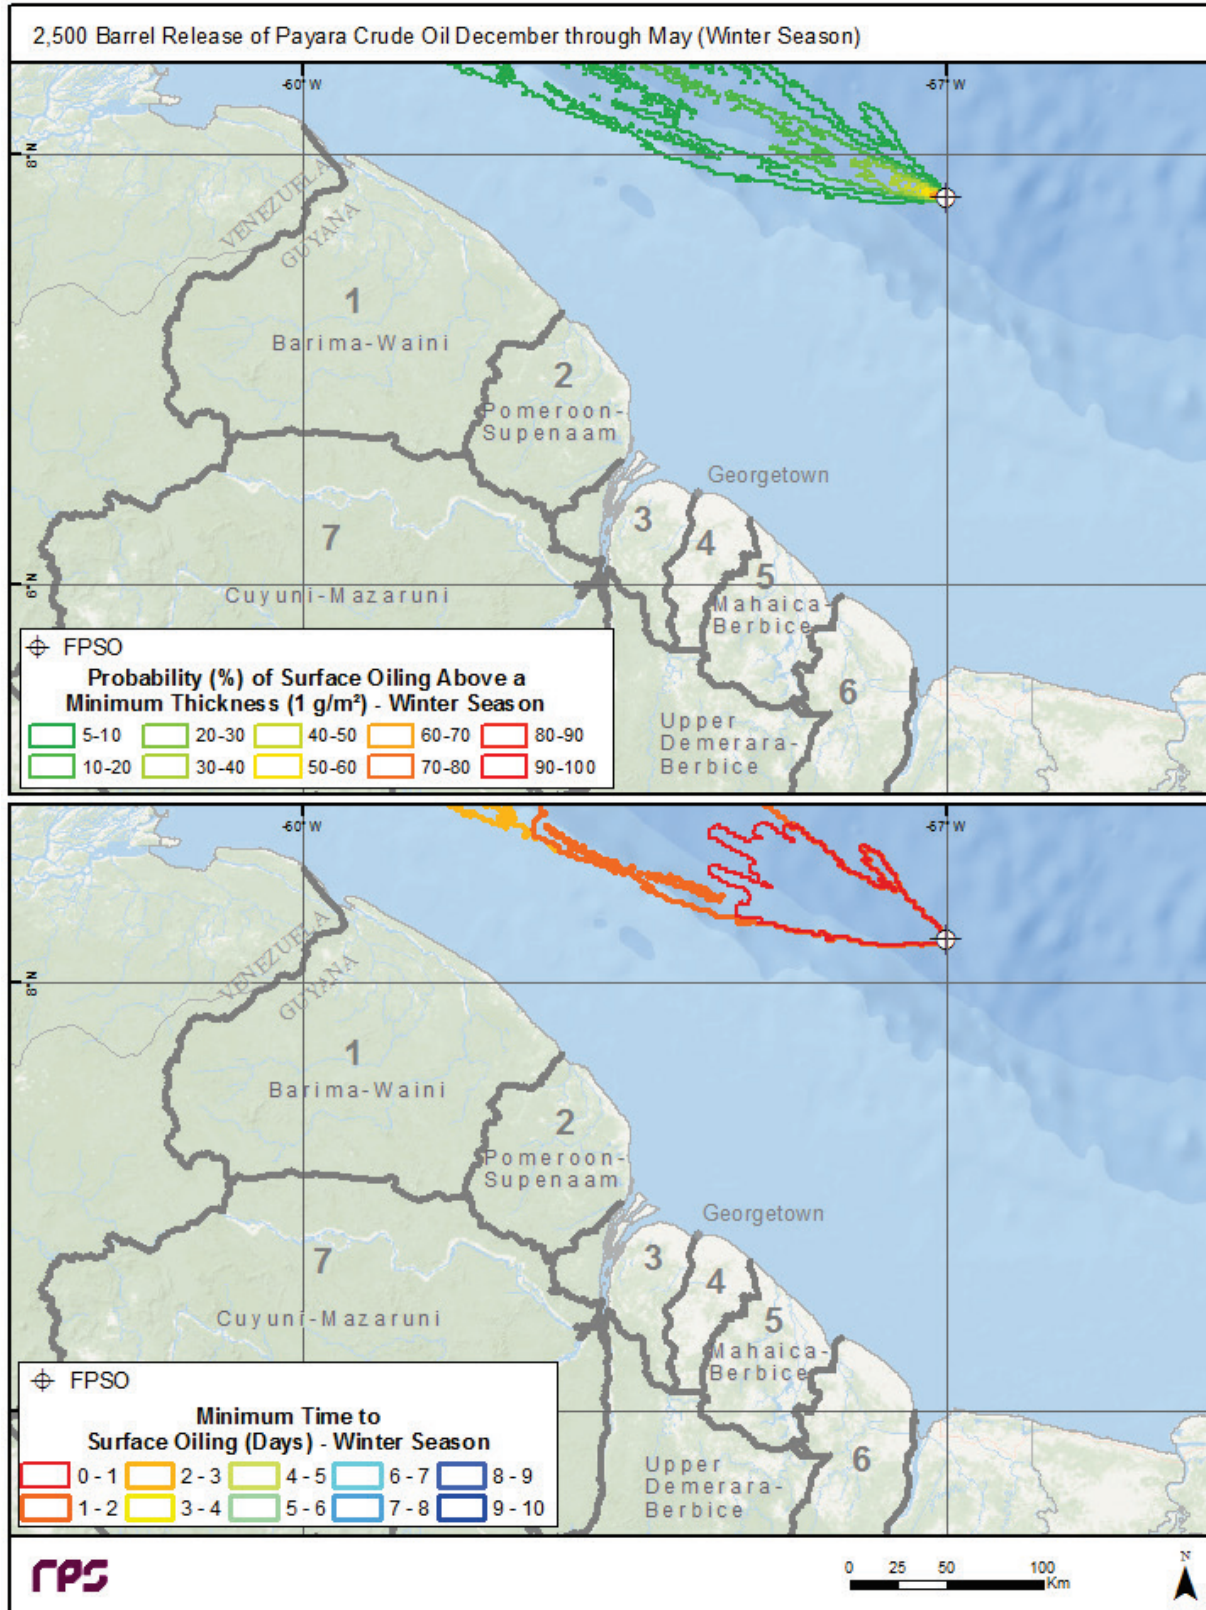 2,500 Barrel Release of Payara Crude Oil December through May (Winter Season)
-60° W
-57° W
8° N
VENEZUELA
GUYANA
1
Barima-Waini
2
Pomeroon-
Supenaam
Georgetown
3
4
7
5
6° N
Cuyuni-Mazaruni
Mahaica-
Berbice
6
Upper
Demerara-
Berbice
FPSO
Probability (%) of Surface Oiling Above a
Minimum Thickness (1 g/m²) - Winter Season
5-10 20-30 40-50 60-70 80-90
10-20 30-40 50-60 70-80 90-100
-60° W
-57° W
8° N
VENEZUELA
GUYANA
1
Barima-Waini
2
Pomeroon-
Supenaam
Georgetown
3
4
7
5
Cuyuni-Mazaruni
Mahaica-
Berbice
6
Upper
Demerara-
Berbice
FPSO
Minimum Time to
Surface Oiling (Days) - Winter Season
0 - 1 2 - 3 4 - 5 6 - 7 8 - 9
1 - 2 3 - 4 5 - 6 7 - 8 9 - 10
rps
0 25 50 100
Km
N